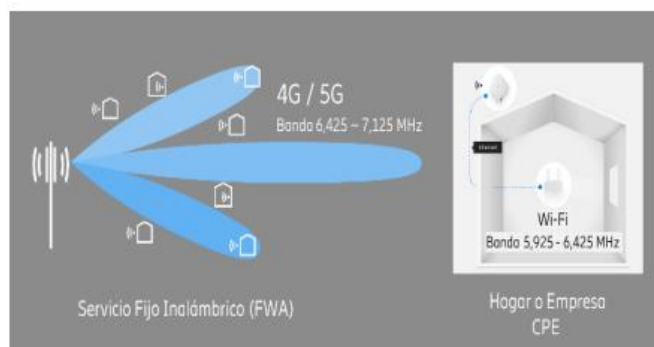 4G / 5G
Banda 6,425 – 7,125 MHz
Servicio Fijo Inalámbrico (FWA)
Ethernet
Wi-Fi
Banda 5,925 - 6,425 MHz
Hogar o Empresa
CPE